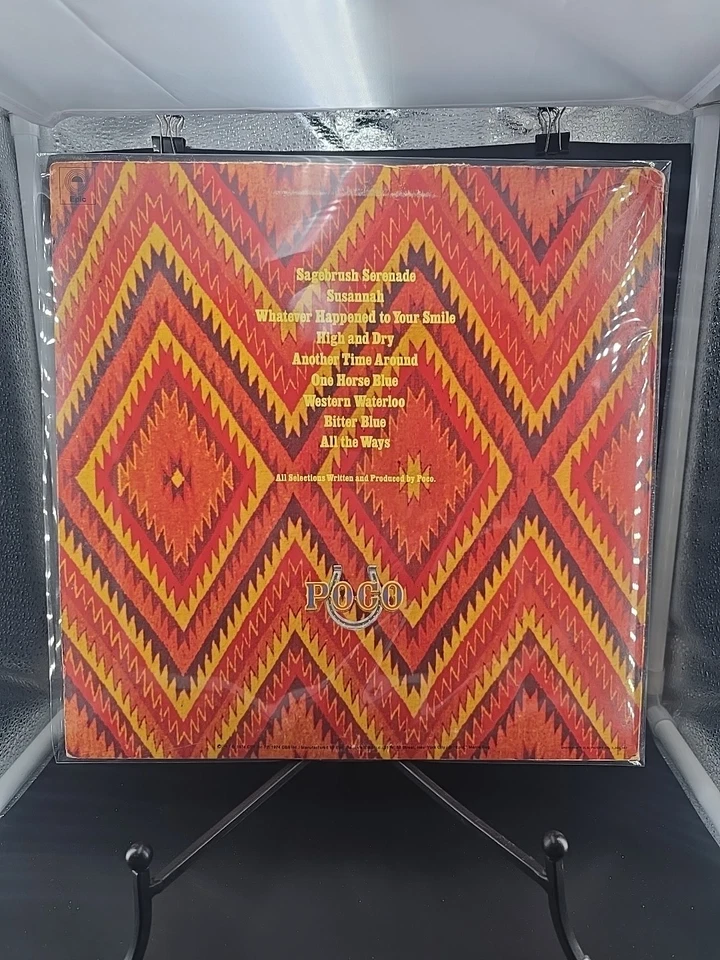 Epic
Sagebrush Serenade
Susannah
Whatever Happened to Your Smile
High and Dry
Another Time Around
One Horse Blue
Western Waterloo
Bitter Blue
All the Ways
All Selections Written and Produced by Poco.
POCO